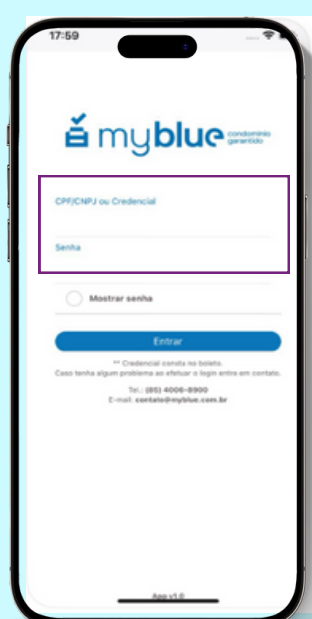 17:59
myblue condomínio
garantido
CPF/CNPJ ou Credencial
Senha
Mostrar senha
Entrar
** Credencial consta no boleto.
Caso tenha algum problema ao efetuar o login entre em contato.
Tel.: (85) 4006-8900
E-mail: contato@myblue.com.br
App v1.0